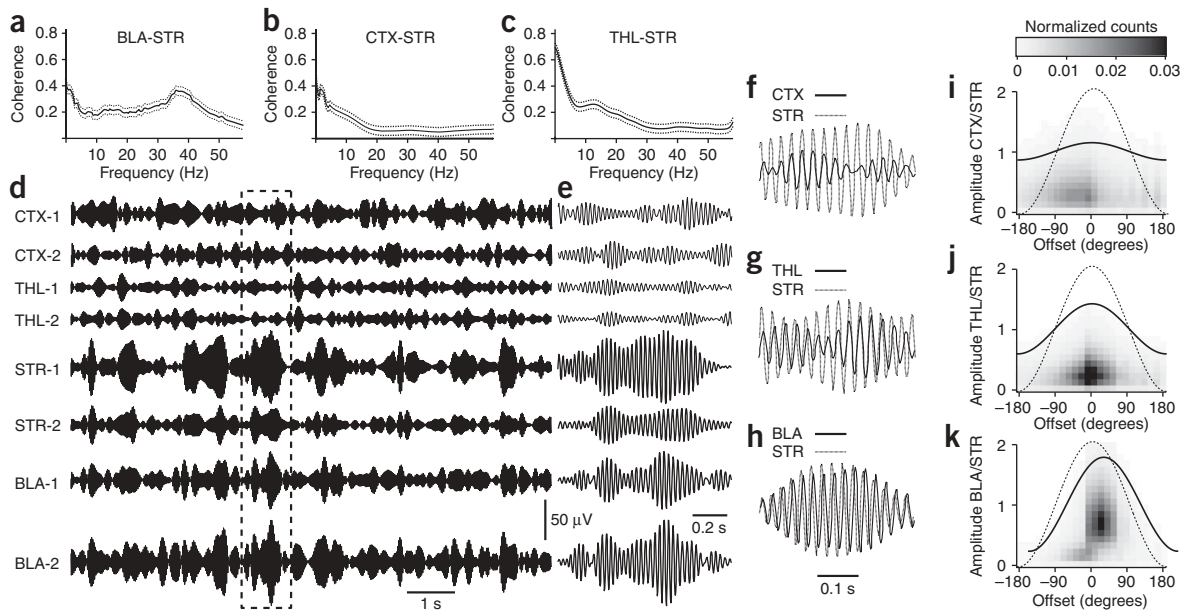 a
BLA-STR
0.8
0.6
0.4
0.2
Coherence
10 20 30 40 50
Frequency (Hz)
b
CTX-STR
0.8
0.6
0.4
0.2
Coherence
10 20 30 40 50
Frequency (Hz)
c
THL-STR
0.8
0.6
0.4
0.2
Coherence
10 20 30 40 50
Frequency (Hz)
d
CTX-1
CTX-2
THL-1
THL-2
STR-1
STR-2
BLA-1
BLA-2
50 µV
1 s
e
0.2 s
f
CTX
STR
g
THL
STR
h
BLA
STR
0.1 s
Normalized counts
0 0.01 0.02 0.03
i
Amplitude CTX/STR
2
1
0
−180 −90 0 90 180
Offset (degrees)
j
Amplitude THL/STR
2
1
0
−180 −90 0 90 180
Offset (degrees)
k
Amplitude BLA/STR
2
1
0
−180 −90 0 90 180
Offset (degrees)